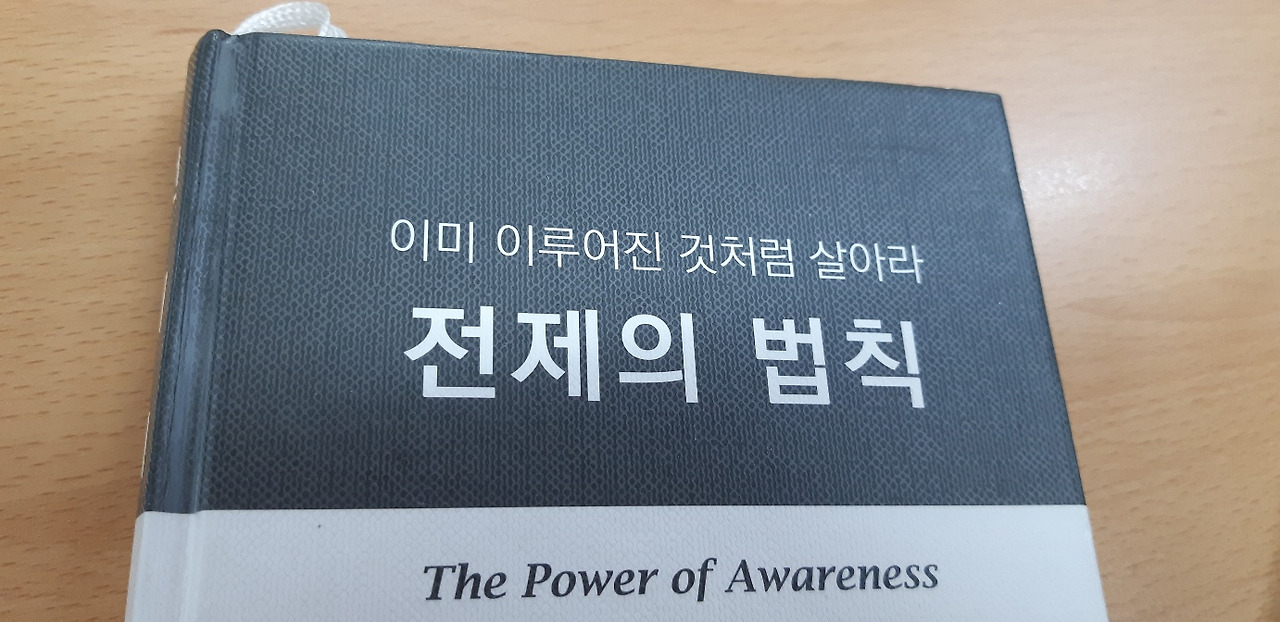 이미 이루어진 것처럼 살아라
전제의 법칙
The Power of Awareness